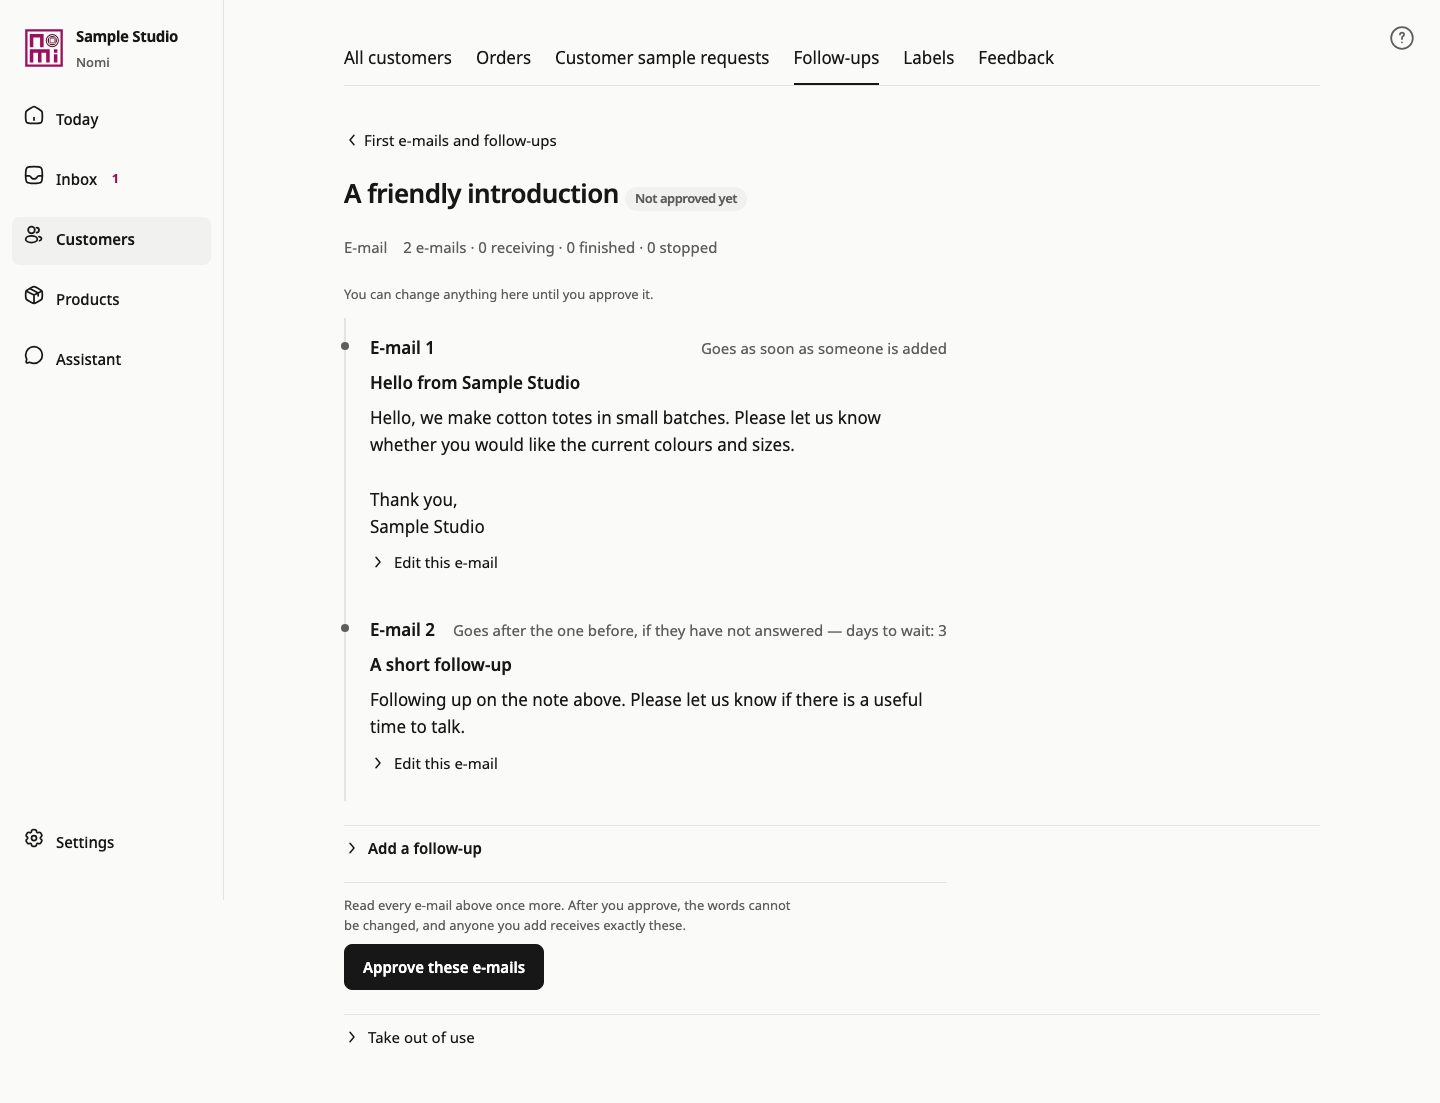 Sample Studio
Nomi
Today
Inbox 1
Customers
Products
Assistant
Settings
All customers Orders Customer sample requests Follow-ups Labels Feedback
First e-mails and follow-ups
A friendly introduction Not approved yet
E-mail 2 e-mails · 0 receiving · 0 finished · 0 stopped
You can change anything here until you approve it.
E-mail 1 Goes as soon as someone is added
Hello from Sample Studio
Hello, we make cotton totes in small batches. Please let us know
whether you would like the current colours and sizes.
Thank you,
Sample Studio
Edit this e-mail
E-mail 2 Goes after the one before, if they have not answered — days to wait: 3
A short follow-up
Following up on the note above. Please let us know if there is a useful
time to talk.
Edit this e-mail
Add a follow-up
Read every e-mail above once more. After you approve, the words cannot
be changed, and anyone you add receives exactly these.
Approve these e-mails
Take out of use